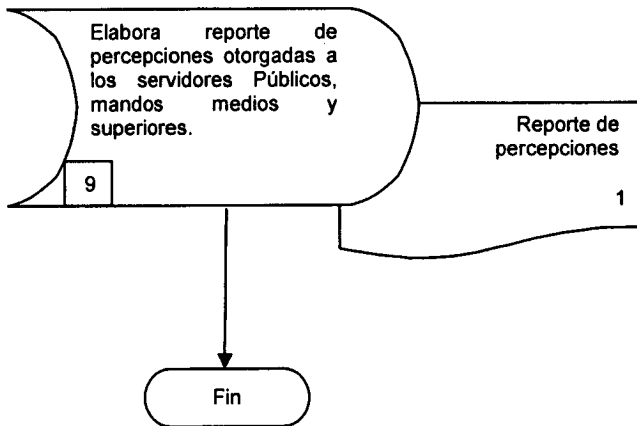 Elabora reporte de
percepciones otorgadas a
los servidores Públicos,
mandos medios y
superiores.
9
Reporte de
percepciones
1
Fin